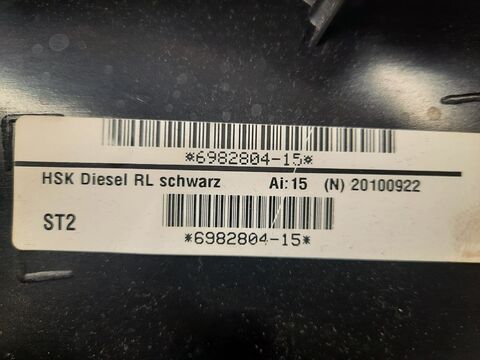 *6982804-15*
HSK Diesel RL schwarz Ai:15 (N) 20100922
ST2
*6982804-15*